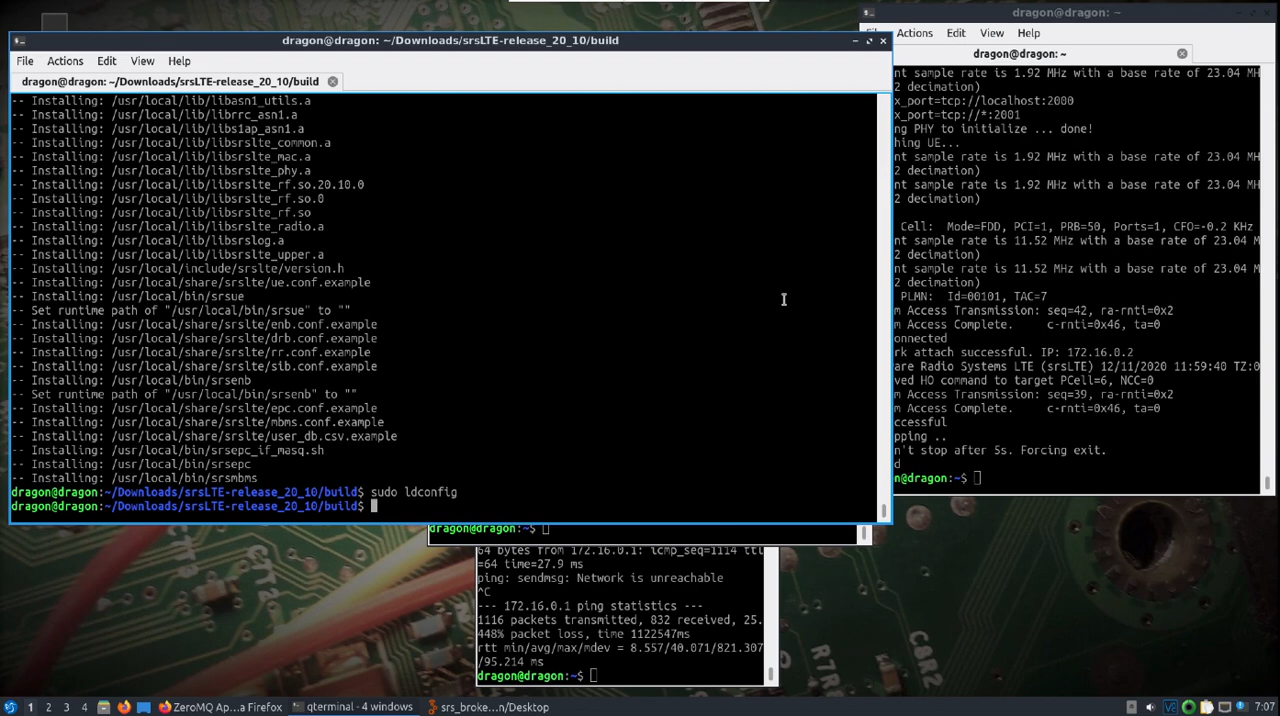 dragon@dragon: ~/Downloads/srsLTE-release_20_10/build
File Actions Edit View Help
dragon@dragon: ~/Downloads/srsLTE-release_20_10/build
-- Installing: /usr/local/lib/libasn1_utils.a
-- Installing: /usr/local/lib/librrc_asn1.a
-- Installing: /usr/local/lib/libs1ap_asn1.a
-- Installing: /usr/local/lib/libsrslte_common.a
-- Installing: /usr/local/lib/libsrslte_mac.a
-- Installing: /usr/local/lib/libsrslte_phy.a
-- Installing: /usr/local/lib/libsrslte_rf.so.20.10.0
-- Installing: /usr/local/lib/libsrslte_rf.so.0
-- Installing: /usr/local/lib/libsrslte_rf.so
-- Installing: /usr/local/lib/libsrslte_radio.a
-- Installing: /usr/local/lib/libsrslog.a
-- Installing: /usr/local/lib/libsrslte_upper.a
-- Installing: /usr/local/include/srslte/version.h
-- Installing: /usr/local/share/srslte/ue.conf.example
-- Installing: /usr/local/bin/srsue
-- Set runtime path of "/usr/local/bin/srsue" to ""
-- Installing: /usr/local/share/srslte/enb.conf.example
-- Installing: /usr/local/share/srslte/drb.conf.example
-- Installing: /usr/local/share/srslte/rr.conf.example
-- Installing: /usr/local/share/srslte/sib.conf.example
-- Installing: /usr/local/bin/srsenb
-- Set runtime path of "/usr/local/bin/srsenb" to ""
-- Installing: /usr/local/share/srslte/epc.conf.example
-- Installing: /usr/local/share/srslte/mbms.conf.example
-- Installing: /usr/local/share/srslte/user_db.csv.example
-- Installing: /usr/local/bin/srsepc_if_masq.sh
-- Installing: /usr/local/bin/srsepc
-- Installing: /usr/local/bin/srsmbms
dragon@dragon:~/Downloads/srsLTE-release_20_10/build$ sudo ldconfig
dragon@dragon:~/Downloads/srsLTE-release_20_10/build$
dragon@dragon: ~
Actions Edit View Help
dragon@dragon: ~
nt sample rate is 1.92 MHz with a base rate of 23.04 MH
2 decimation)
x_port=tcp://localhost:2000
x_port=tcp://*:2001
ng PHY to initialize ... done!
hing UE...
nt sample rate is 1.92 MHz with a base rate of 23.04 MH
2 decimation)
nt sample rate is 1.92 MHz with a base rate of 23.04 MH
2 decimation)
Cell: Mode=FDD, PCI=1, PRB=50, Ports=1, CFO=-0.2 KHz
nt sample rate is 11.52 MHz with a base rate of 23.04 M
2 decimation)
nt sample rate is 11.52 MHz with a base rate of 23.04 M
2 decimation)
PLMN: Id=00101, TAC=7
m Access Transmission: seq=42, ra-rnti=0x2
m Access Complete. c-rnti=0x46, ta=0
onnected
rk attach successful. IP: 172.16.0.2
are Radio Systems LTE (srsLTE) 12/11/2020 11:59:40 TZ:0
ved HO command to target PCell=6, NCC=0
m Access Transmission: seq=39, ra-rnti=0x2
m Access Complete. c-rnti=0x46, ta=0
ccessful
pping ..
n't stop after 5s. Forcing exit.
d
dragon@dragon:~$
dragon@dragon:~$
64 bytes from 172.16.0.1: icmp_seq=1114 ttl
=64 time=27.9 ms
ping: sendmsg: Network is unreachable
^C
--- 172.16.0.1 ping statistics ---
1116 packets transmitted, 832 received, 25.
448% packet loss, time 1122547ms
rtt min/avg/max/mdev = 8.557/40.071/821.307
/95.214 ms
dragon@dragon:~$
R7R
CR2
1 2 3 4 ZeroMQ Ap...a Firefox qterminal - 4 windows srs_broke...n/Desktop 7:07